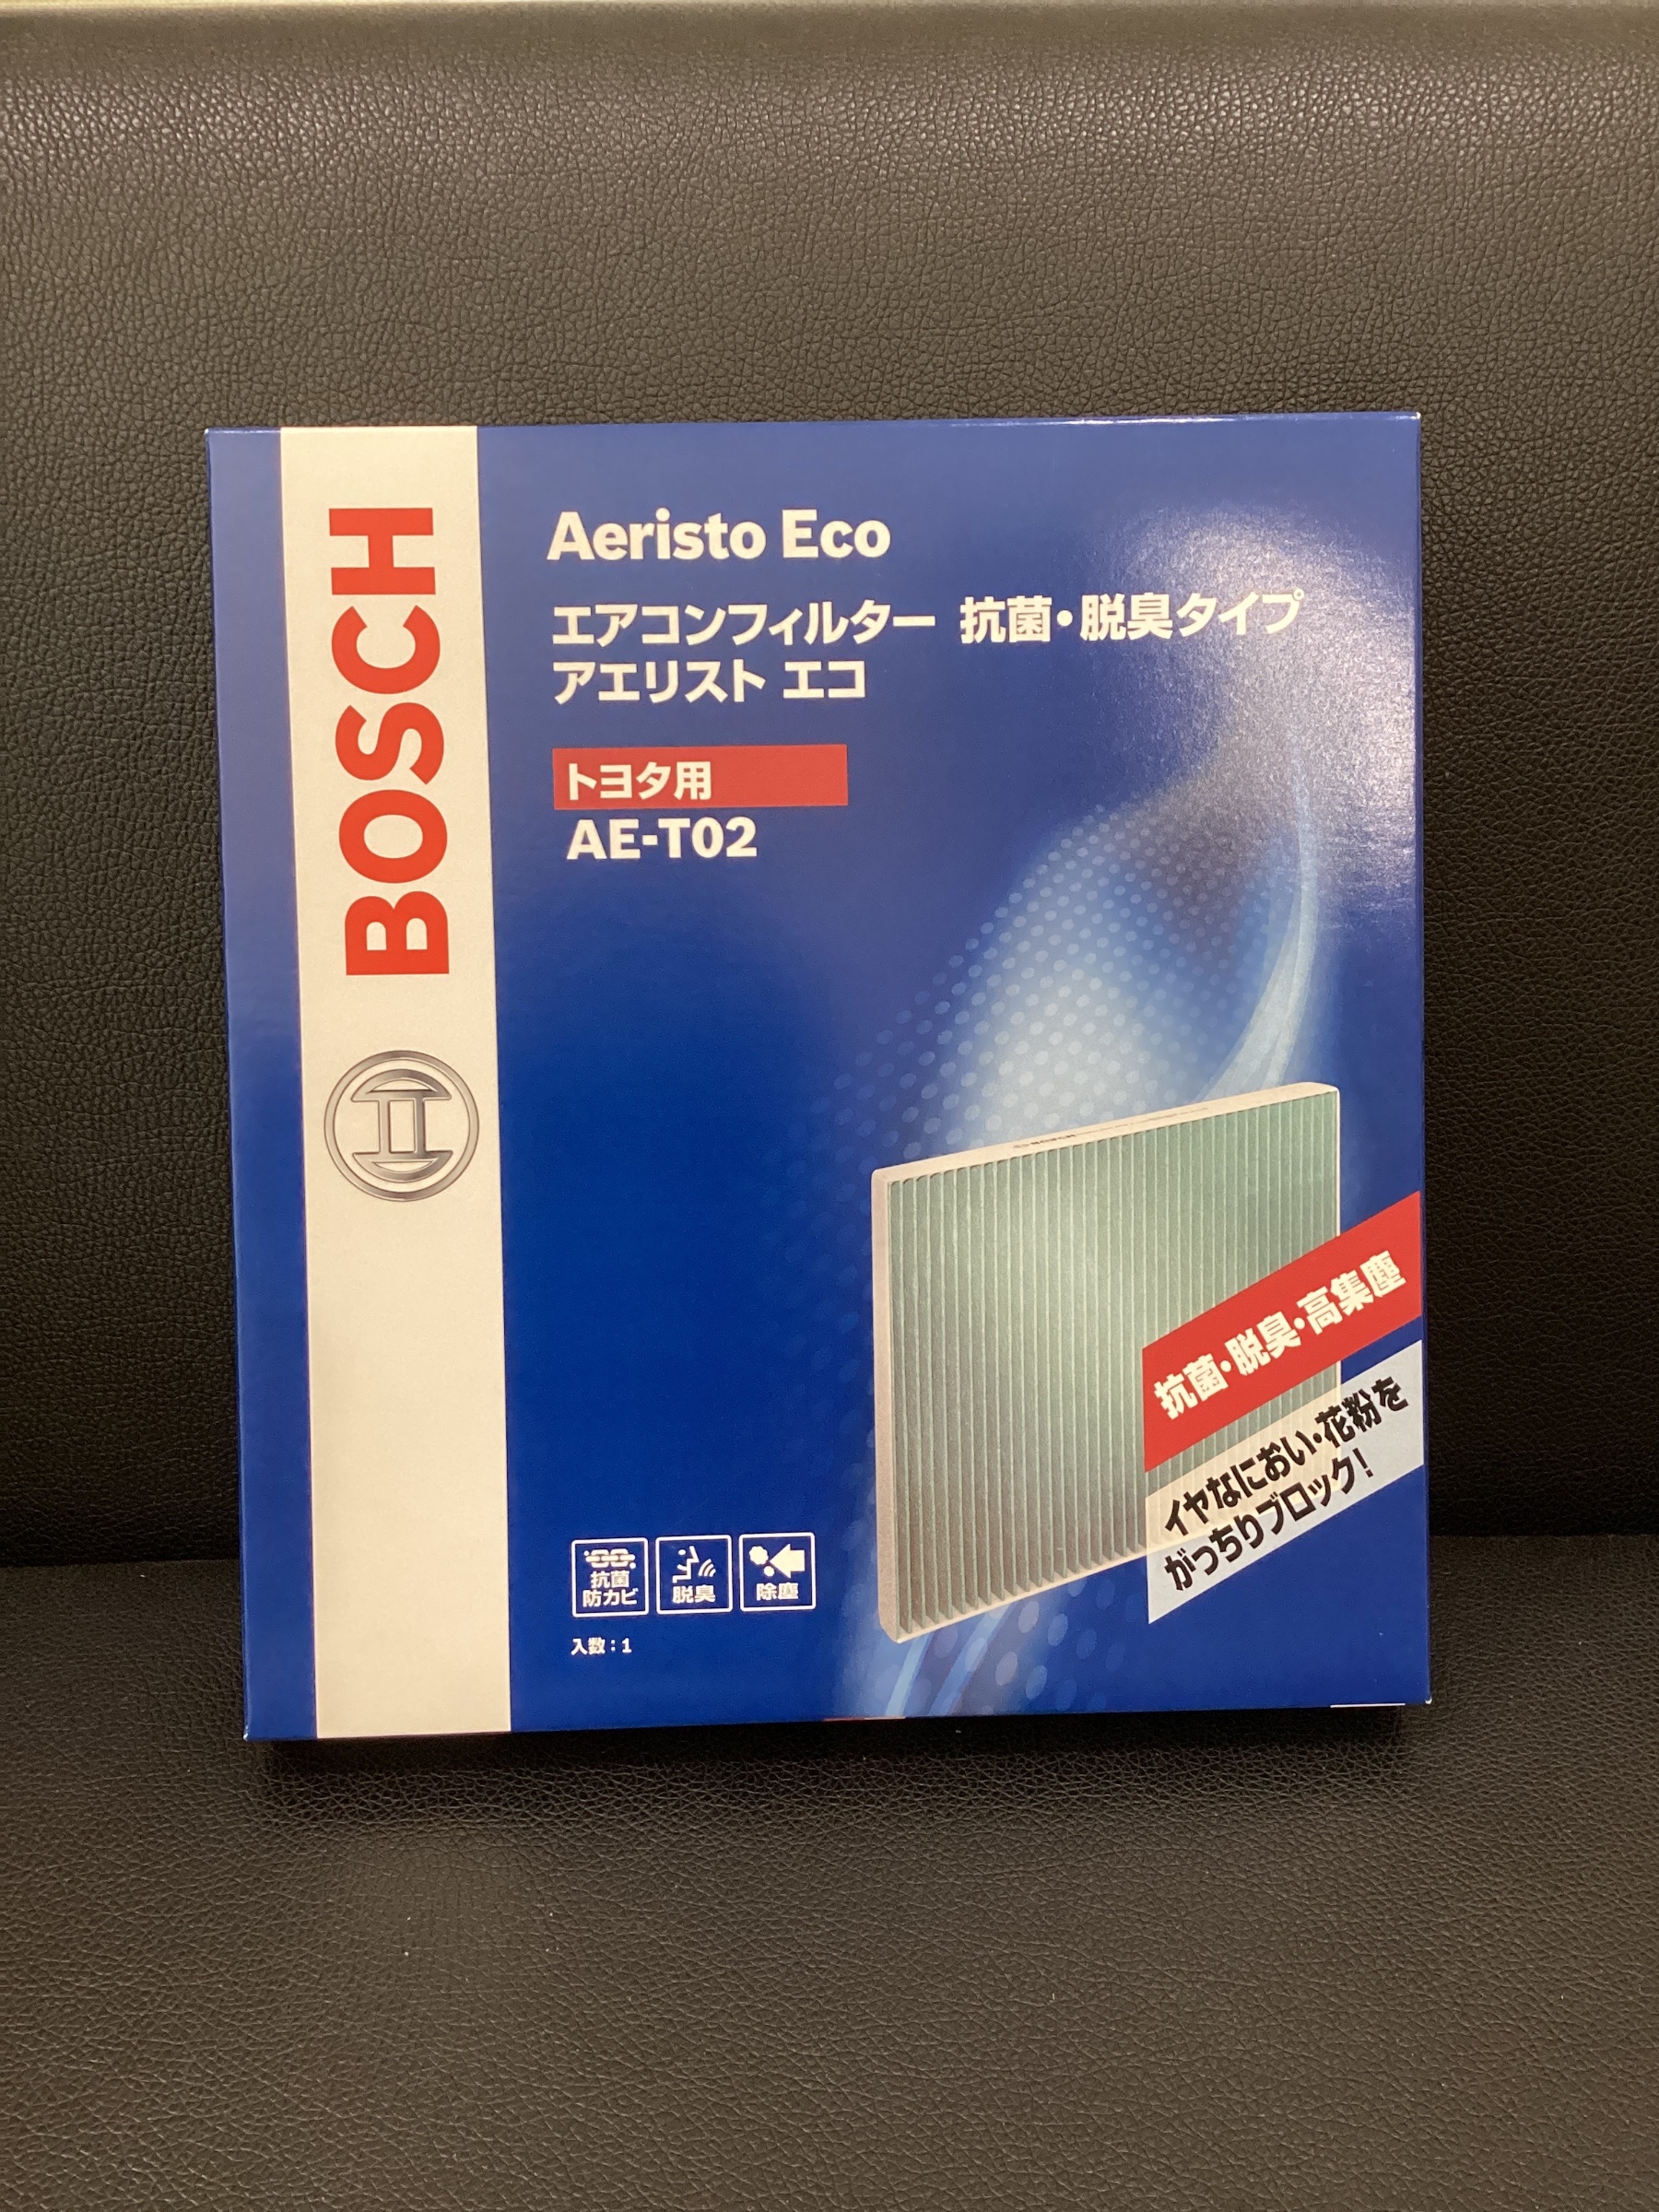 BOSCH
Aeristo Eco
エアコンフィルター 抗菌・脱臭タイプ
アエリスト エコ
トヨタ用
AE-T02
抗菌・脱臭・高集塵
イヤなにおい・花粉を
がっちりブロック!
抗菌
防カビ
脱臭
除塵
入数：1